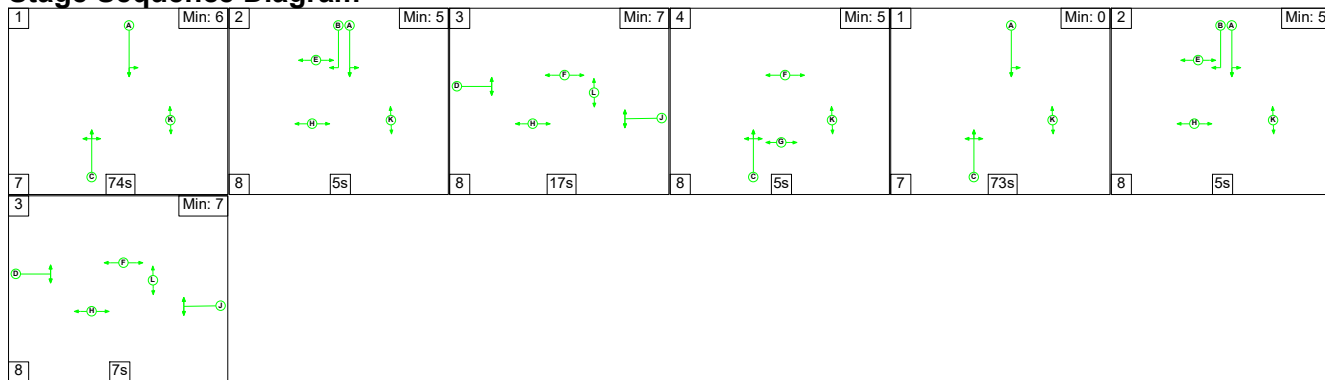 Stage Sequence Diagram
1 Min: 6
A
K
C
7 74s
2 Min: 5
B A
E
H K
8 5s
3 Min: 7
F
D L
H J
8 17s
4 Min: 5
F
K
G
C
8 5s
1 Min: 0
A
K
C
7 73s
2 Min: 5
B A
E
H K
8 5s
3 Min: 7
F
D L
H J
8 7s